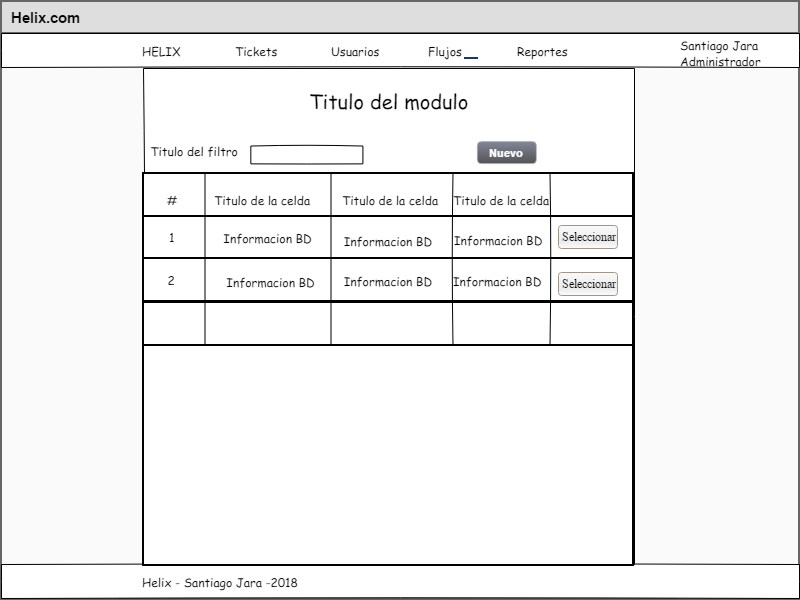 Helix.com
HELIX Tickets Usuarios Flujos Reportes Santiago Jara
Administrador
Titulo del modulo
Titulo del filtro Nuevo
# Titulo de la celda Titulo de la celda Titulo de la celda
1 Informacion BD Informacion BD Informacion BD Seleccionar
2 Informacion BD Informacion BD Informacion BD Seleccionar
Helix - Santiago Jara -2018